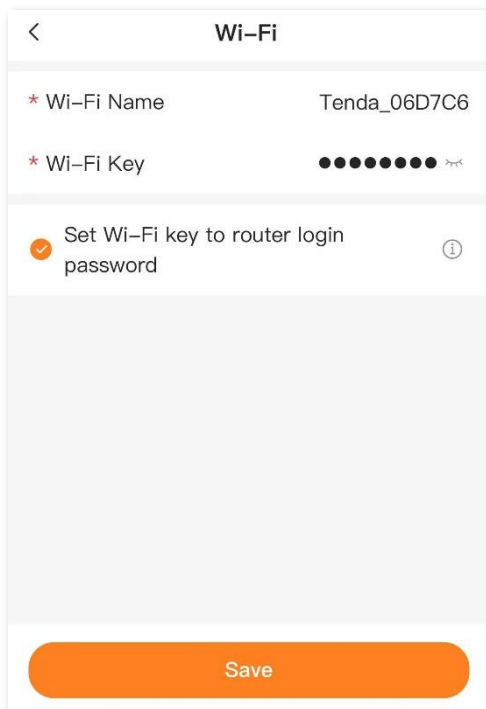 Wi-Fi
* Wi-Fi Name Tenda_06D7C6
* Wi-Fi Key ●●●●●●●●
Set Wi-Fi key to router login
password
Save